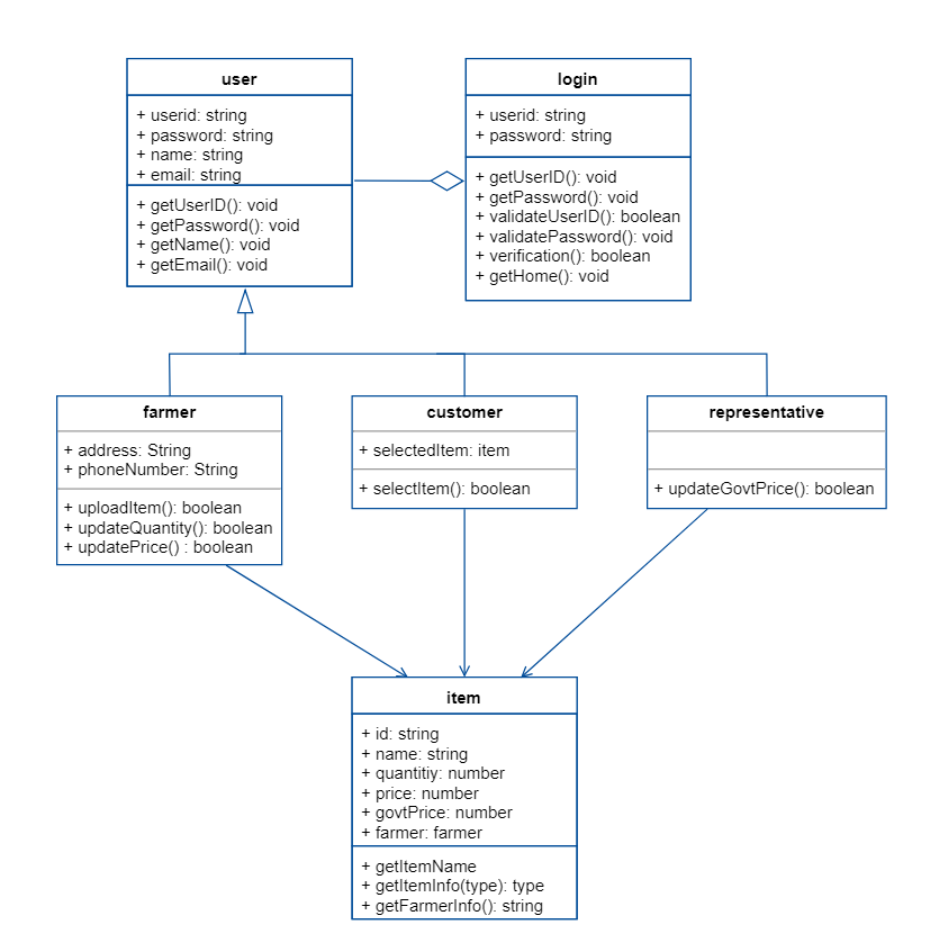 user
+ userid: string
+ password: string
+ name: string
+ email: string
+ getUserID(): void
+ getPassword(): void
+ getName(): void
+ getEmail(): void
login
+ userid: string
+ password: string
+ getUserID(): void
+ getPassword(): void
+ validateUserID(): boolean
+ validatePassword(): void
+ verification(): boolean
+ getHome(): void
farmer
+ address: String
+ phoneNumber: String
+ uploadItem(): boolean
+ updateQuantity(): boolean
+ updatePrice() : boolean
customer
+ selectedItem: item
+ selectItem(): boolean
representative
+ updateGovtPrice(): boolean
item
+ id: string
+ name: string
+ quantitiy: number
+ price: number
+ govtPrice: number
+ farmer: farmer
+ getItemName
+ getItemInfo(type): type
+ getFarmerInfo(): string